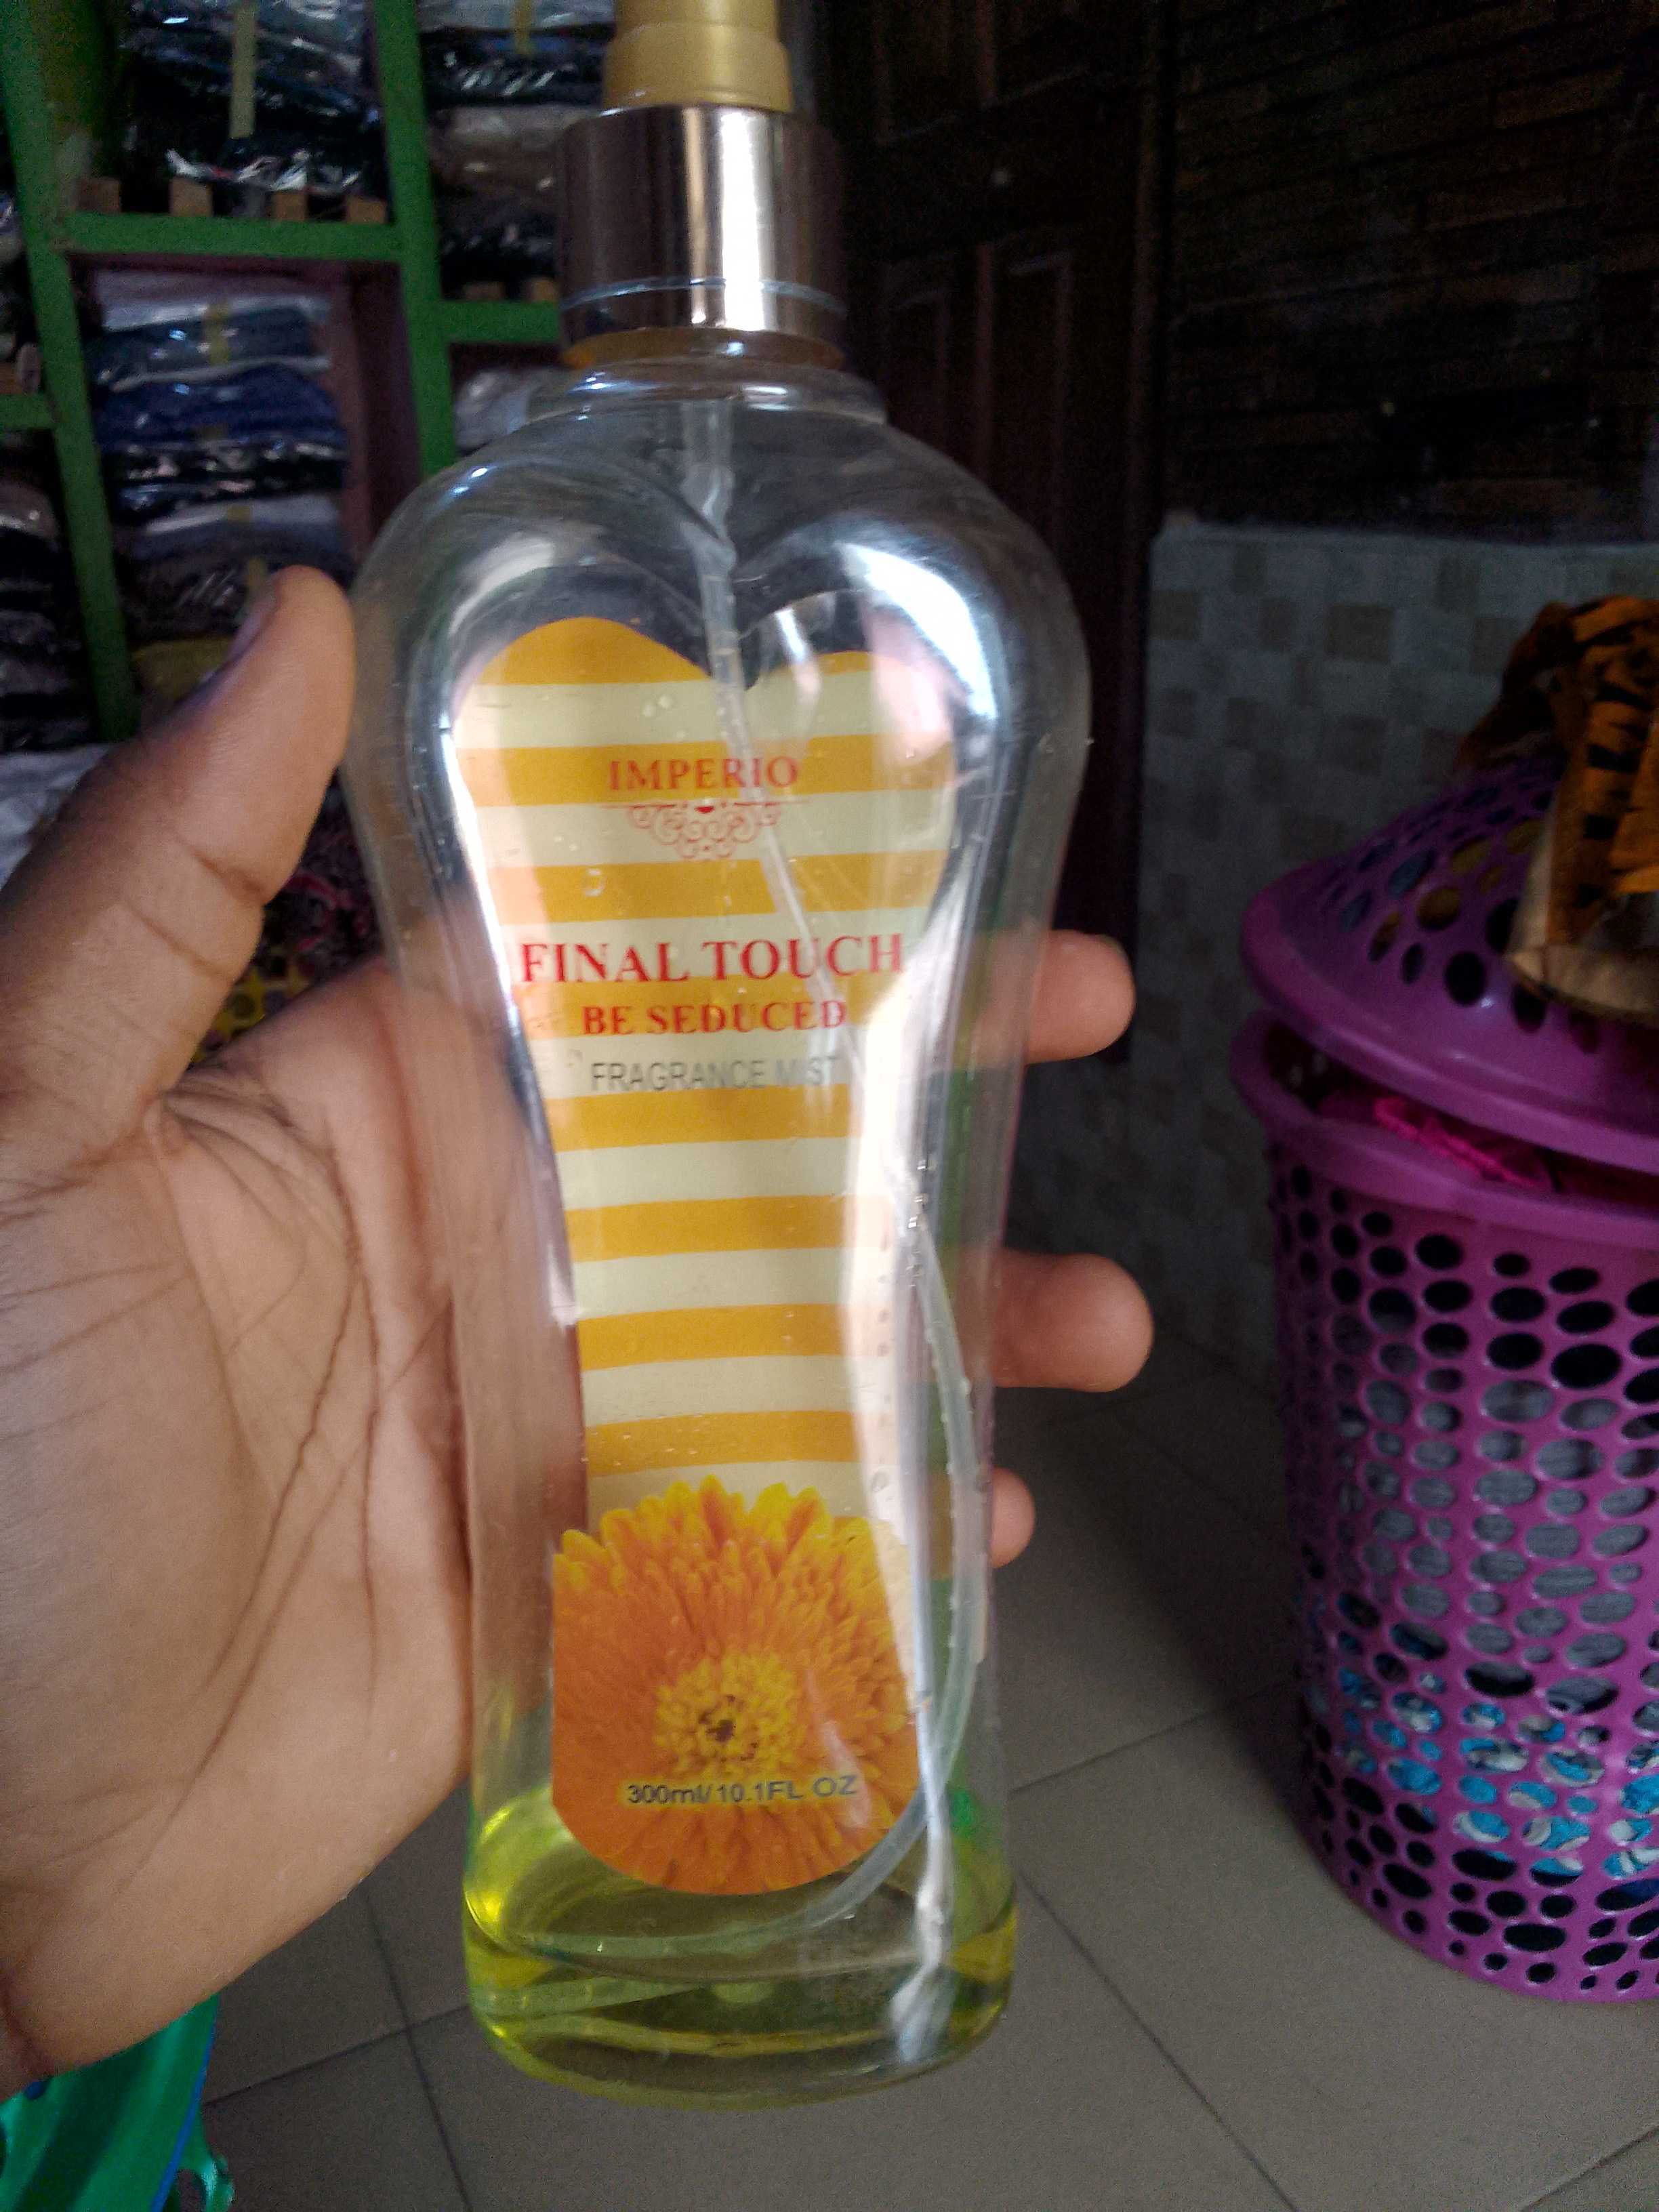 IMPERIO
FINAL TOUCH
BE SEDUCED
FRAGRANCE MIST
300ml/10.1FL OZ